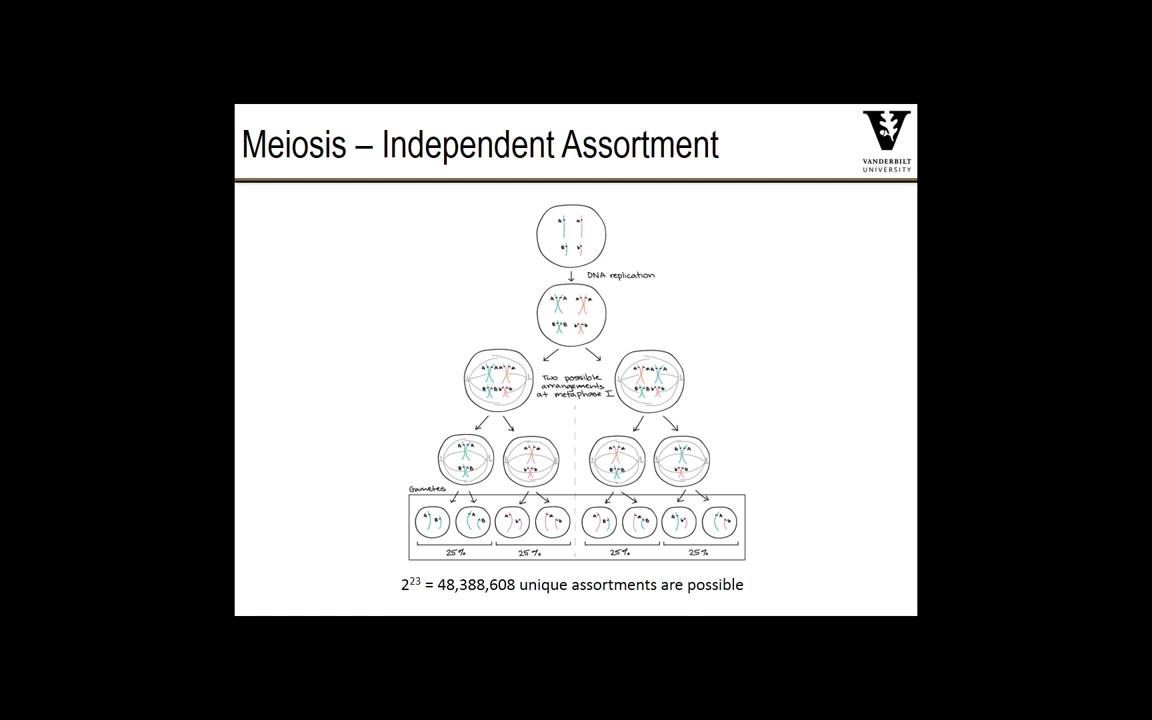 Meiosis – Independent Assortment
VANDERBILT
UNIVERSITY
A a
B b
DNA replication
Two possible
arrangements
at metaphase I
Gametes
25% 25% 25% 25%
2²³ = 48,388,608 unique assortments are possible